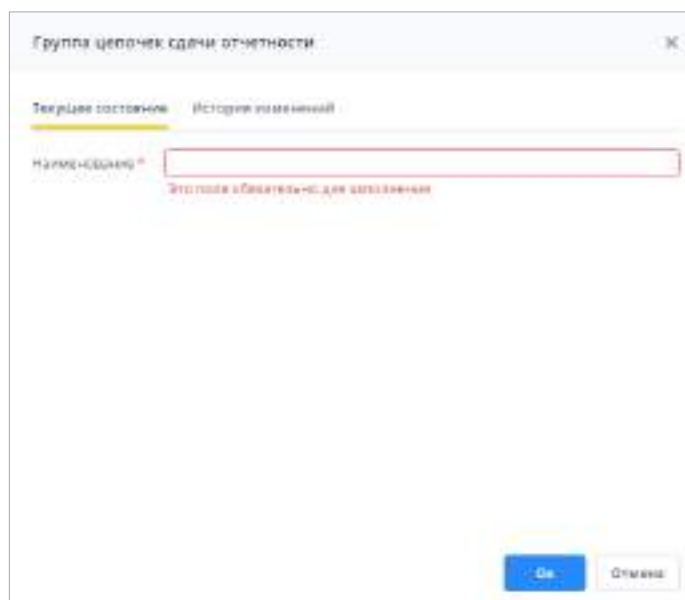 Группа цепочек сдачи отчетности
Текущее состояние История изменений
Наименование *
Это поле обязательно для заполнения
Ок Отмена